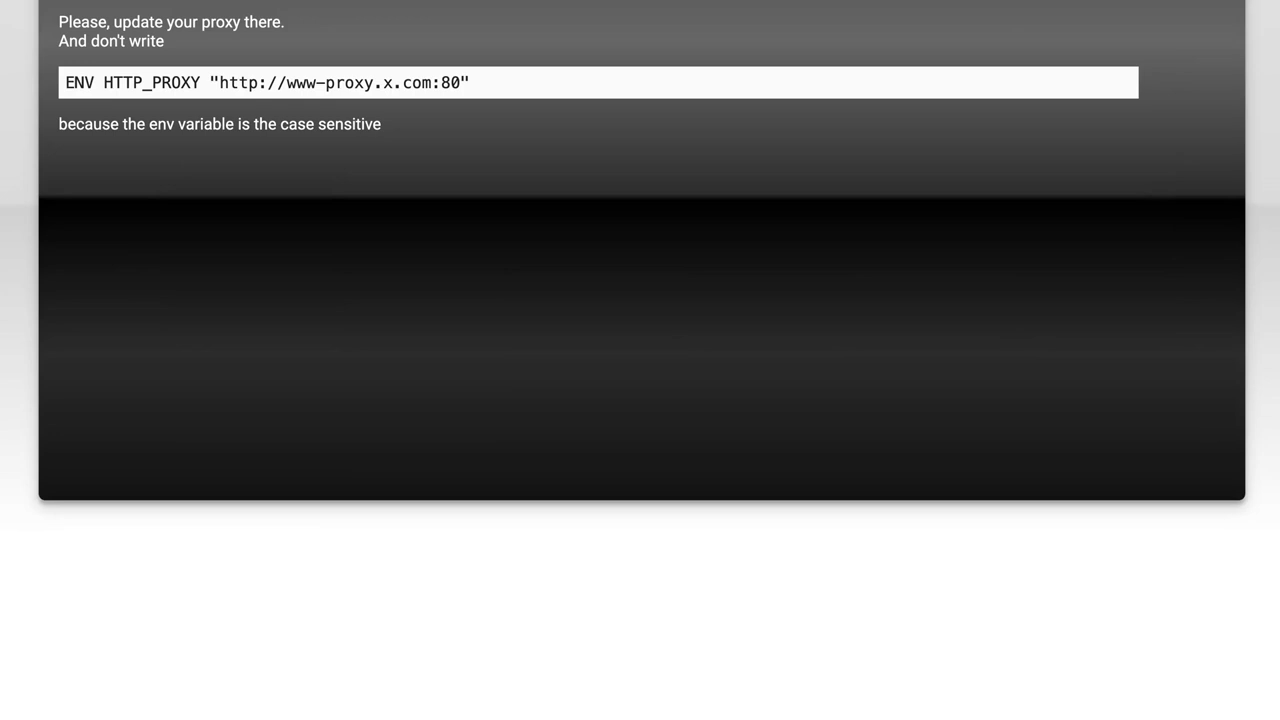 Please, update your proxy there.
And don't write
ENV HTTP_PROXY "http://www-proxy.x.com:80"
because the env variable is the case sensitive